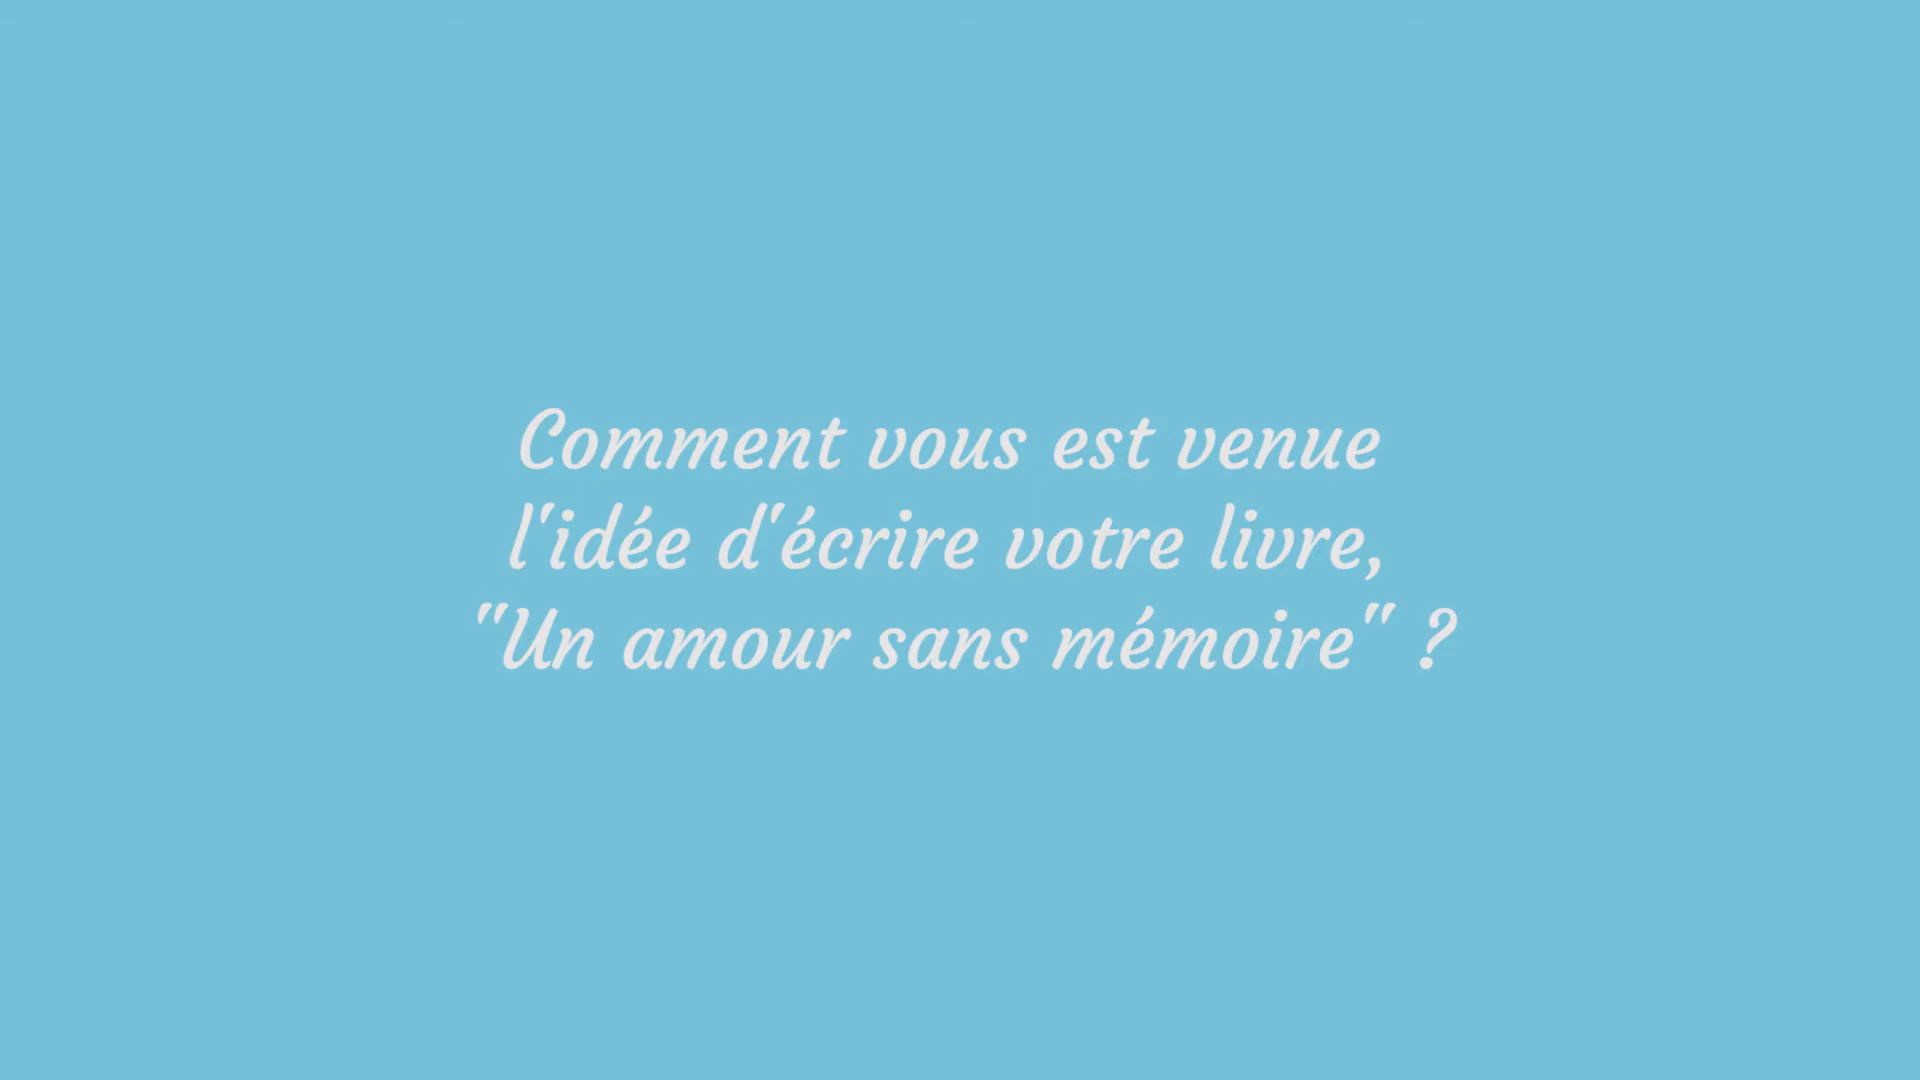 Comment vous est venue
l'idée d'écrire votre livre,
"Un amour sans mémoire" ?